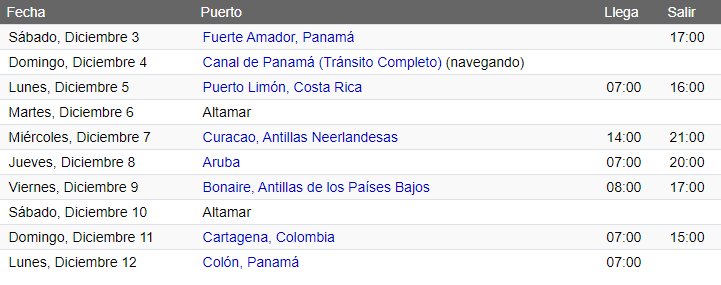 Fecha Puerto Llega Salir
Sábado, Diciembre 3 Fuerte Amador, Panamá 17:00
Domingo, Diciembre 4 Canal de Panamá (Tránsito Completo) (navegando)
Lunes, Diciembre 5 Puerto Limón, Costa Rica 07:00 16:00
Martes, Diciembre 6 Altamar
Miércoles, Diciembre 7 Curacao, Antillas Neerlandesas 14:00 21:00
Jueves, Diciembre 8 Aruba 07:00 20:00
Viernes, Diciembre 9 Bonaire, Antillas de los Países Bajos 08:00 17:00
Sábado, Diciembre 10 Altamar
Domingo, Diciembre 11 Cartagena, Colombia 07:00 15:00
Lunes, Diciembre 12 Colón, Panamá 07:00